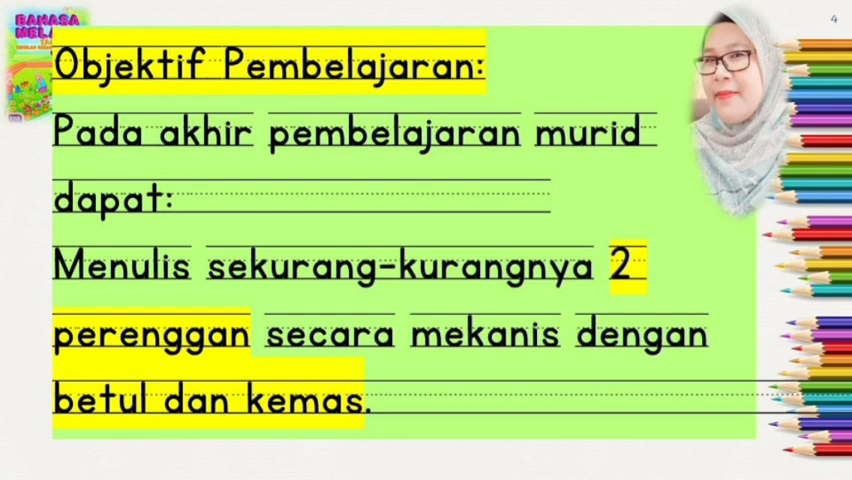 4
BAHASA
Objektif Pembelajaran:
Pada akhir pembelajaran murid
dapat:
Menulis sekurang-kurangnya 2
perenggan secara mekanis dengan
betul dan kemas.